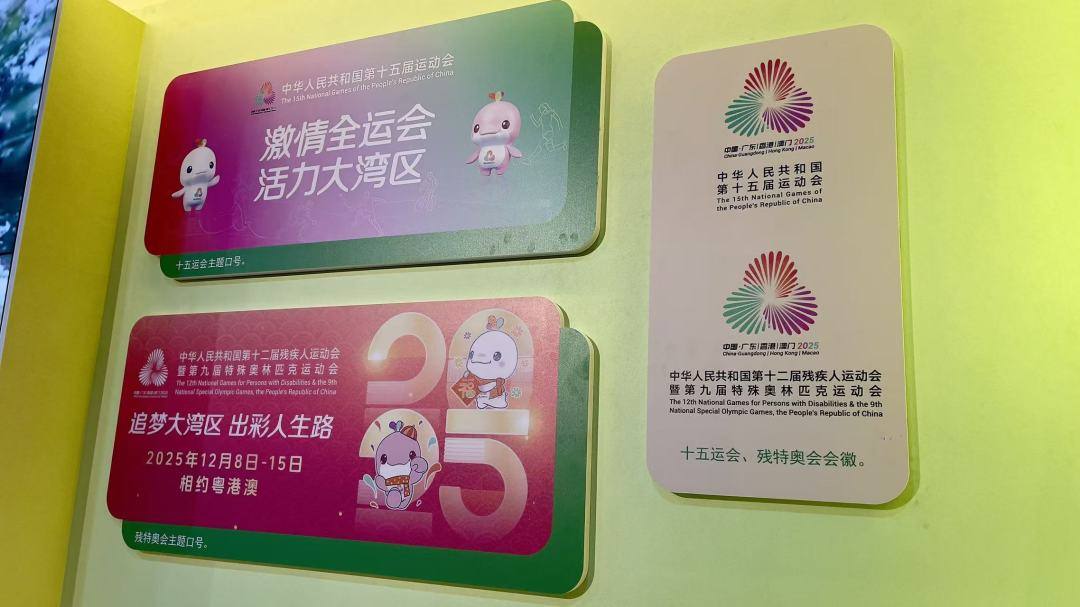 中华人民共和国第十五届运动会
The 15th National Games of the People's Republic of China
激情全运会
活力大湾区
十五运会主题口号。
中华人民共和国第十二届残疾人运动会
暨第九届特殊奥林匹克运动会
The 12th National Games for Persons with Disabilities & the 9th
National Special Olympic Games, the People's Republic of China
追梦大湾区 出彩人生路
2025年12月8日-15日
相约粤港澳
2025
残特奥会主题口号。
中国·广东|香港|澳门 2025
China·Guangdong | Hong Kong | Macao
中华人民共和国
第十五届运动会
The 15th National Games of
the People's Republic of China
中国·广东|香港|澳门 2025
China·Guangdong | Hong Kong | Macao
中华人民共和国第十二届残疾人运动会
暨第九届特殊奥林匹克运动会
The 12th National Games for Persons with Disabilities & the 9th
National Special Olympic Games, the People's Republic of China
十五运会、残特奥会会徽。